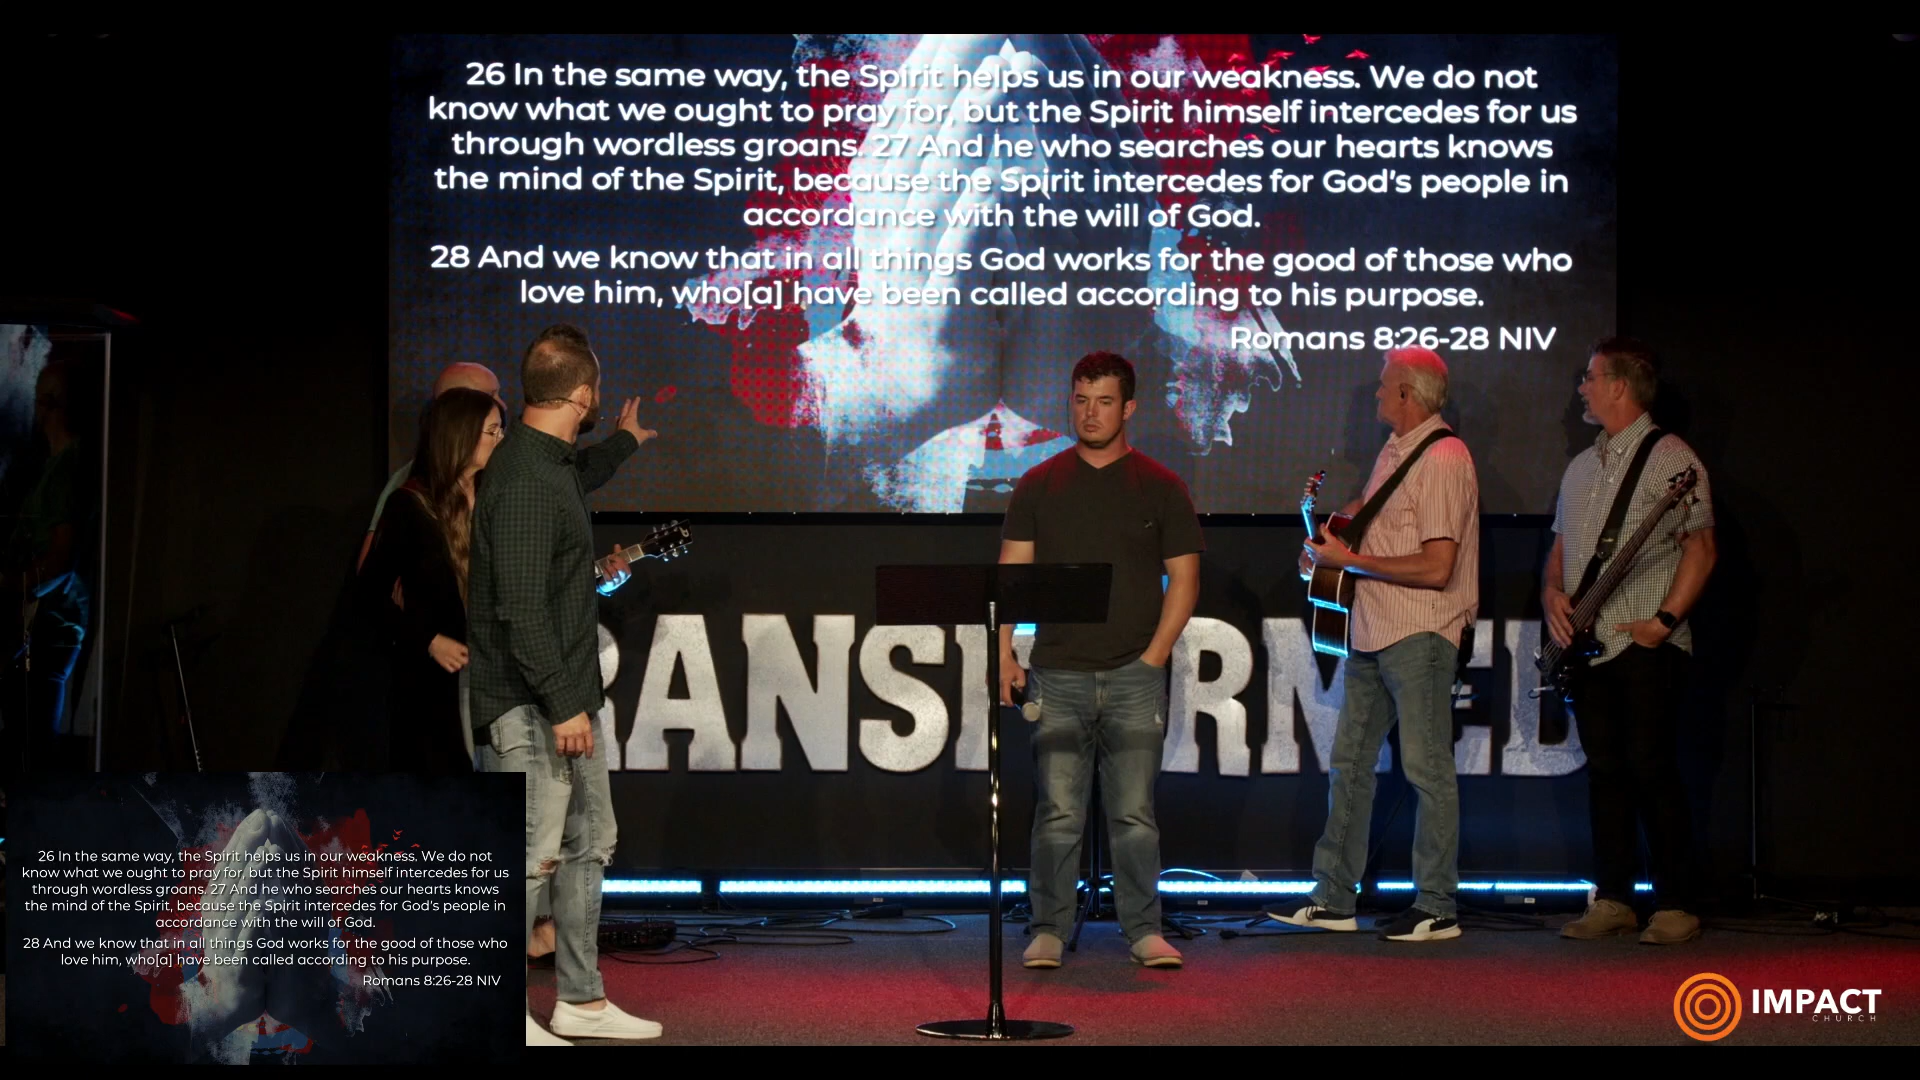 26 In the same way, the Spirit helps us in our weakness. We do not
know what we ought to pray for, but the Spirit himself intercedes for us
through wordless groans. 27 And he who searches our hearts knows
the mind of the Spirit, because the Spirit intercedes for God's people in
accordance with the will of God.
28 And we know that in all things God works for the good of those who
love him, who[a] have been called according to his purpose.
Romans 8:26-28 NIV
RANSF RMED
26 In the same way, the Spirit helps us in our weakness. We do not
know what we ought to pray for, but the Spirit himself intercedes for us
through wordless groans. 27 And he who searches our hearts knows
the mind of the Spirit, because the Spirit intercedes for God's people in
accordance with the will of God.
28 And we know that in all things God works for the good of those who
love him, who[a] have been called according to his purpose.
Romans 8:26-28 NIV
IMPACT
CHURCH